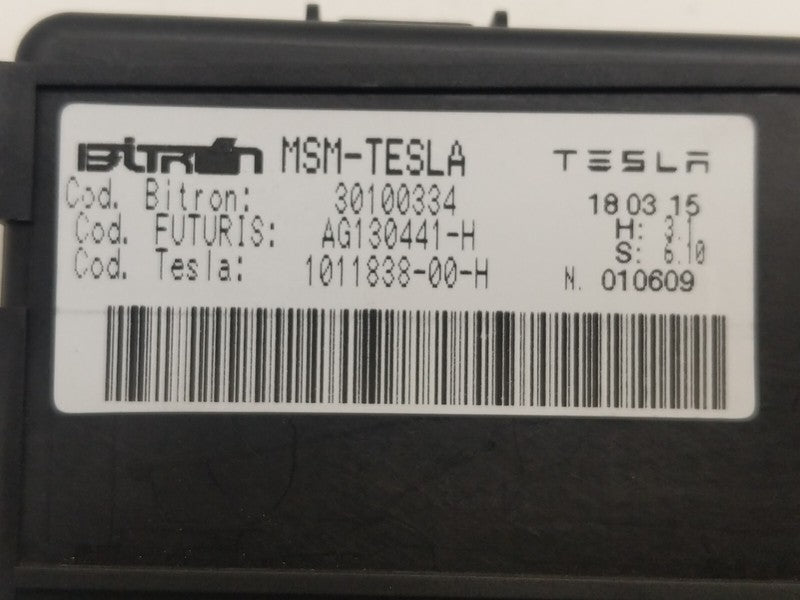 BiTRON MSM-TESLA TESLA
Cod. Bitron: 30100334 18 03 15
Cod. FUTURIS: AG130441-H H: 3.1
Cod. Tesla: 1011838-00-H S: 6.10
N. 010609